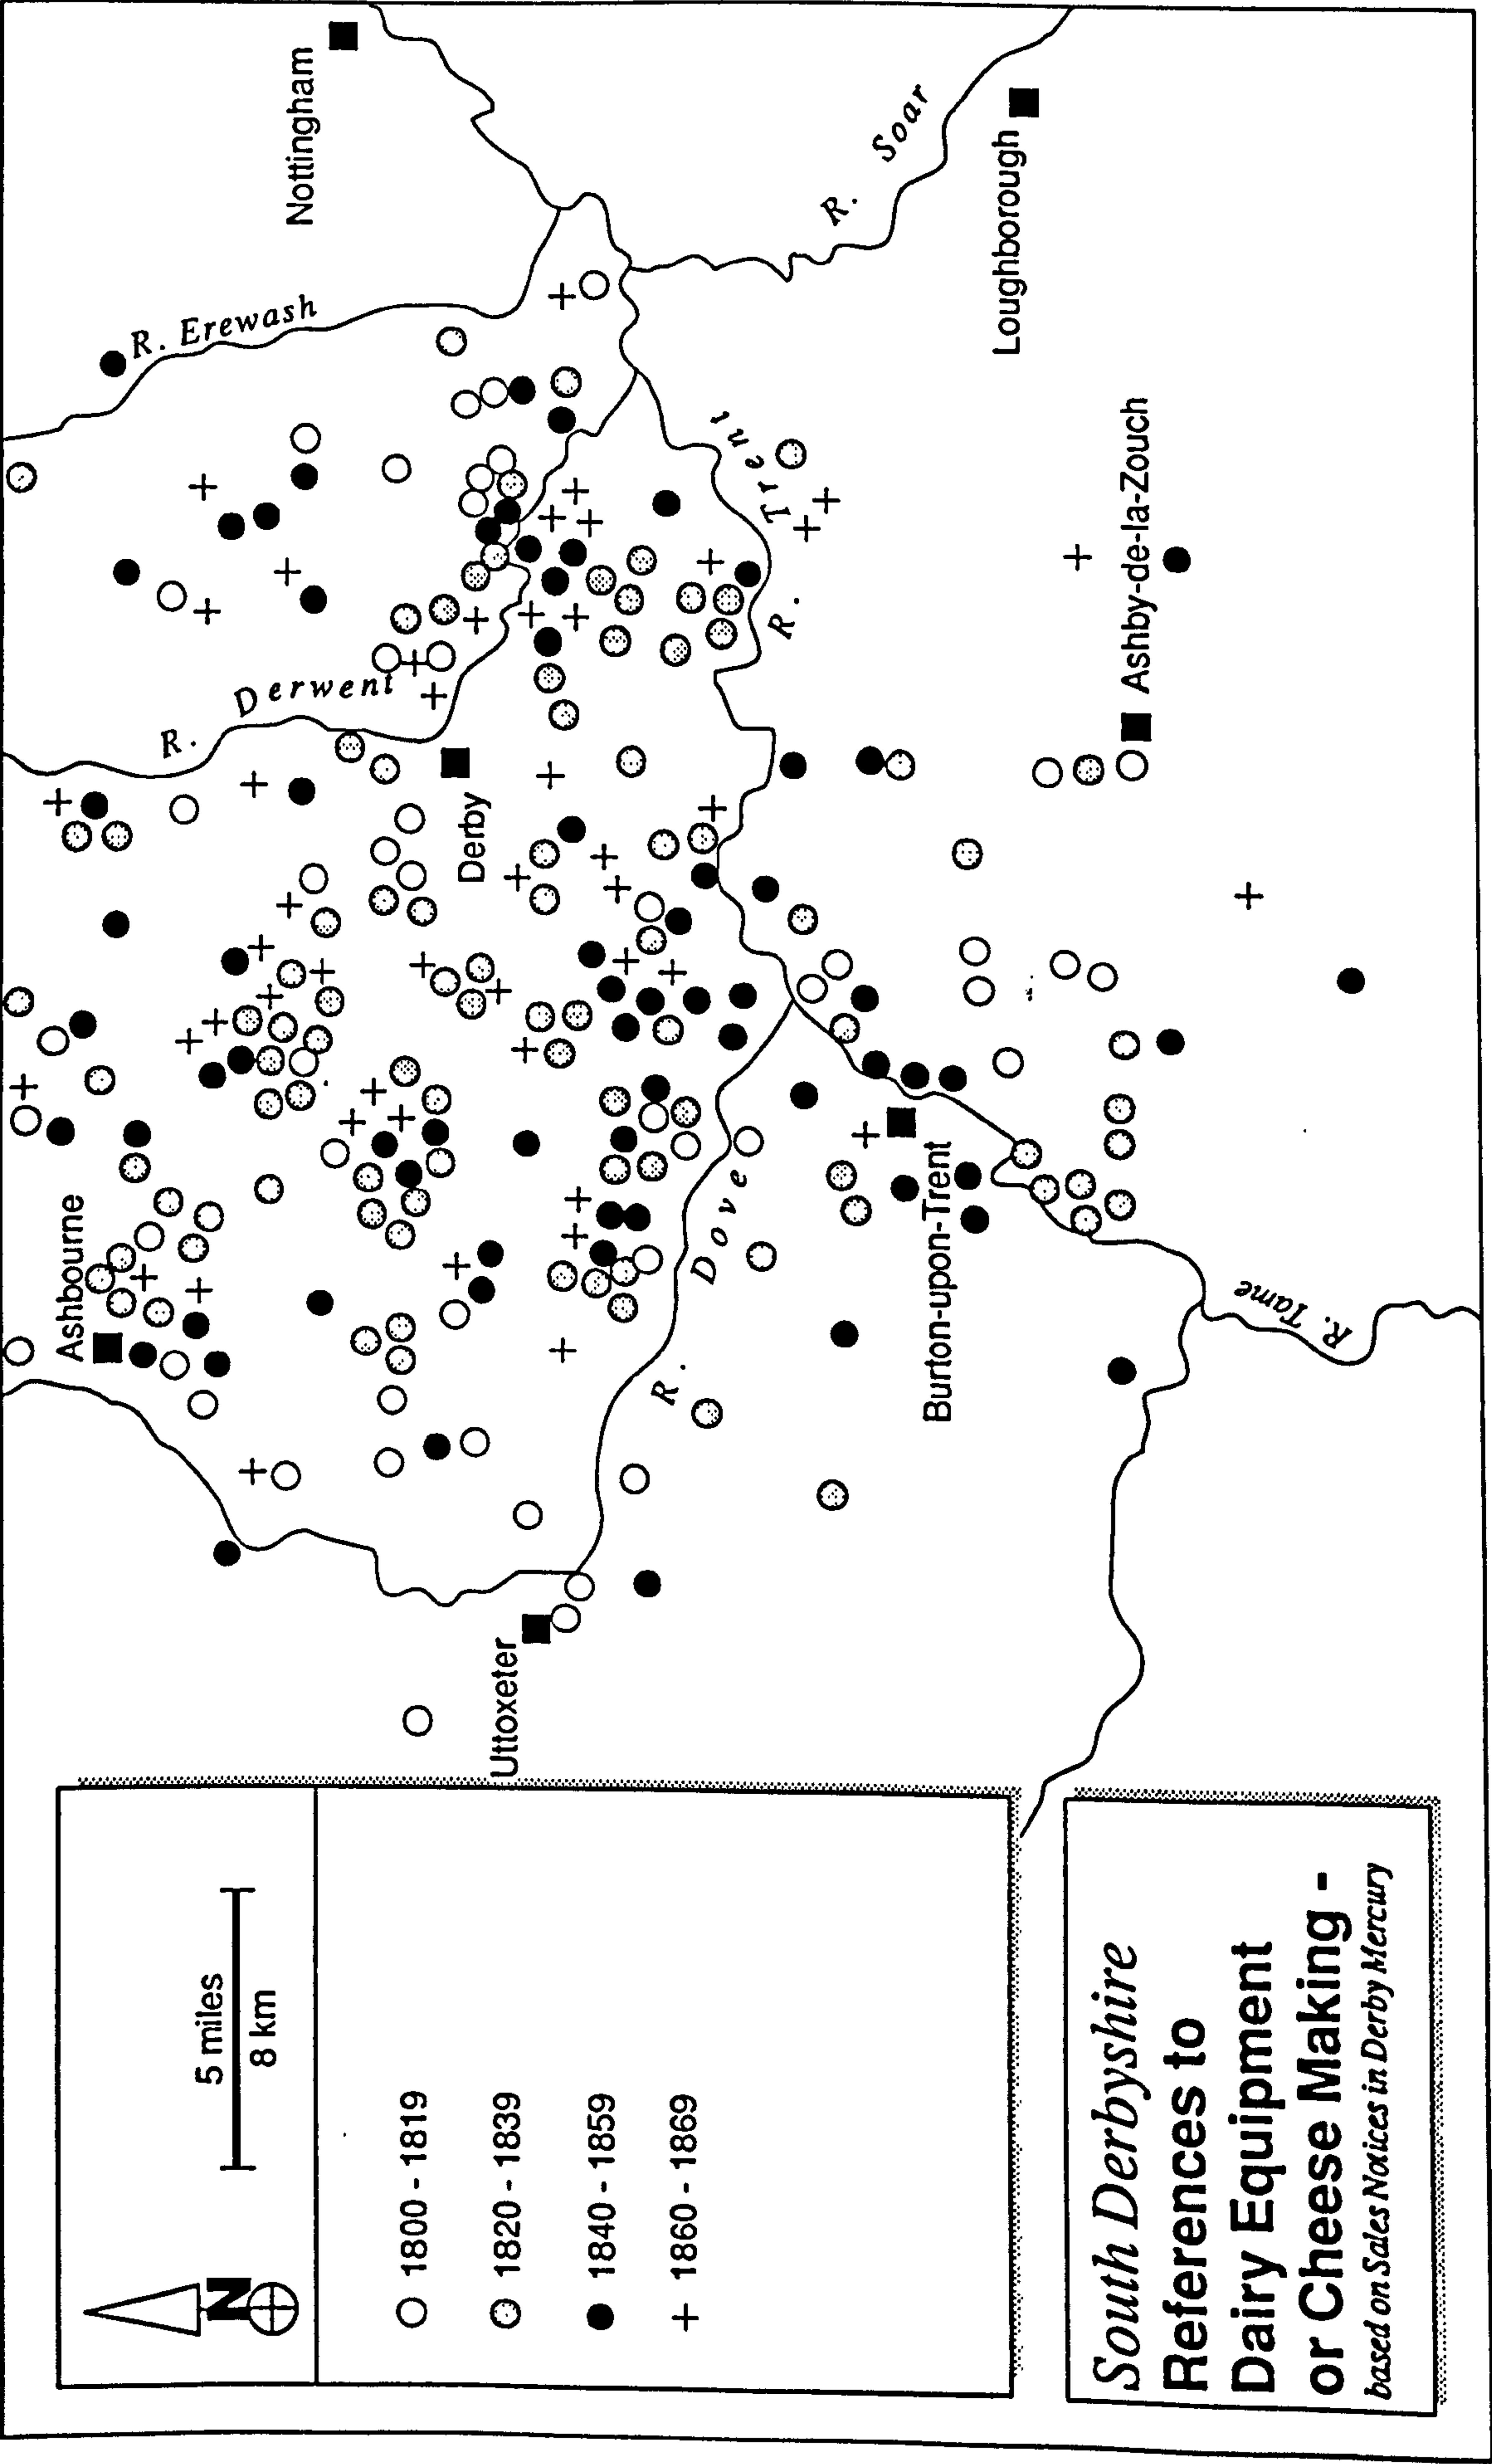 Nottingham
R. Erewash
R. Soar
Loughborough
R. Derwent
R. Trent
Derby
Ashby-de-la-Zouch
Ashbourne
R. Dove
Burton-upon-Trent
R. Tame
Uttoxeter
N
5 miles
8 km
1800 - 1819
1820 - 1839
1840 - 1859
1860 - 1869
South Derbyshire
References to
Dairy Equipment
or Cheese Making -
based on Sales Notices in Derby Mercury